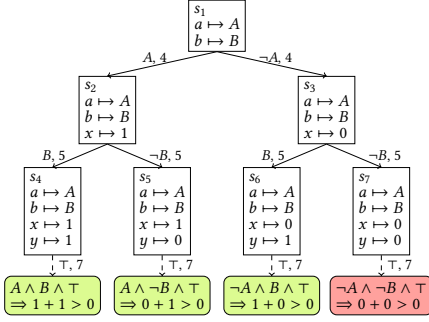 s₁
a ↦ A
b ↦ B
A, 4
¬A, 4
s₂
a ↦ A
b ↦ B
x ↦ 1
s₃
a ↦ A
b ↦ B
x ↦ 0
B, 5
¬B, 5
B, 5
¬B, 5
s₄
a ↦ A
b ↦ B
x ↦ 1
y ↦ 1
s₅
a ↦ A
b ↦ B
x ↦ 1
y ↦ 0
s₆
a ↦ A
b ↦ B
x ↦ 0
y ↦ 1
s₇
a ↦ A
b ↦ B
x ↦ 0
y ↦ 0
⊤, 7
⊤, 7
⊤, 7
⊤, 7
A ∧ B ∧ ⊤
⇒ 1 + 1 > 0
A ∧ ¬B ∧ ⊤
⇒ 0 + 1 > 0
¬A ∧ B ∧ ⊤
⇒ 1 + 0 > 0
¬A ∧ ¬B ∧ ⊤
⇒ 0 + 0 > 0